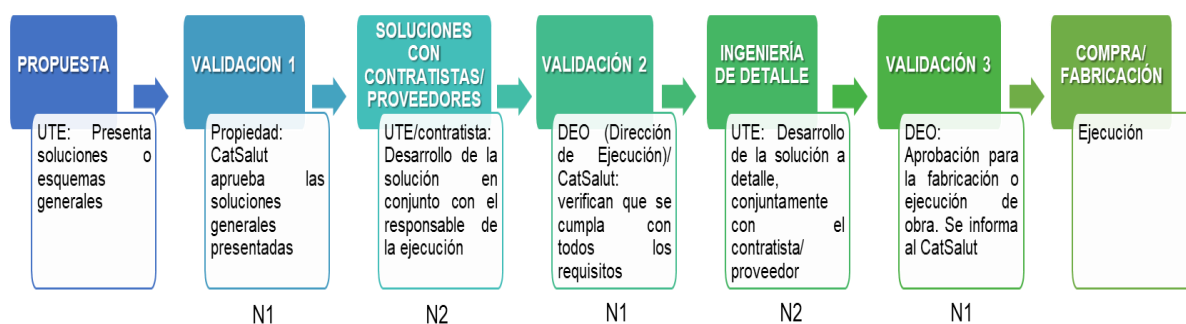 PROPUESTA
UTE: Presenta
soluciones o
esquemas
generales
VALIDACION 1
Propiedad:
CatSalut
aprueba las
soluciones
generales
presentadas
N1
SOLUCIONES
CON
CONTRATISTAS/
PROVEEDORES
UTE/contratista:
Desarrollo de la
solución en
conjunto con el
responsable de
la ejecución
N2
VALIDACIÓN 2
DEO (Dirección
de Ejecución)/
CatSalut:
verifican que se
cumpla con
todos los
requisitos
N1
INGENIERÍA
DE DETALLE
UTE: Desarrollo
de la solución a
detalle,
conjuntamente
con el
contratista/
proveedor
N2
VALIDACIÓN 3
DEO:
Aprobación para
la fabricación o
ejecución de
obra. Se informa
al CatSalut
N1
COMPRA/
FABRICACIÓN
Ejecución